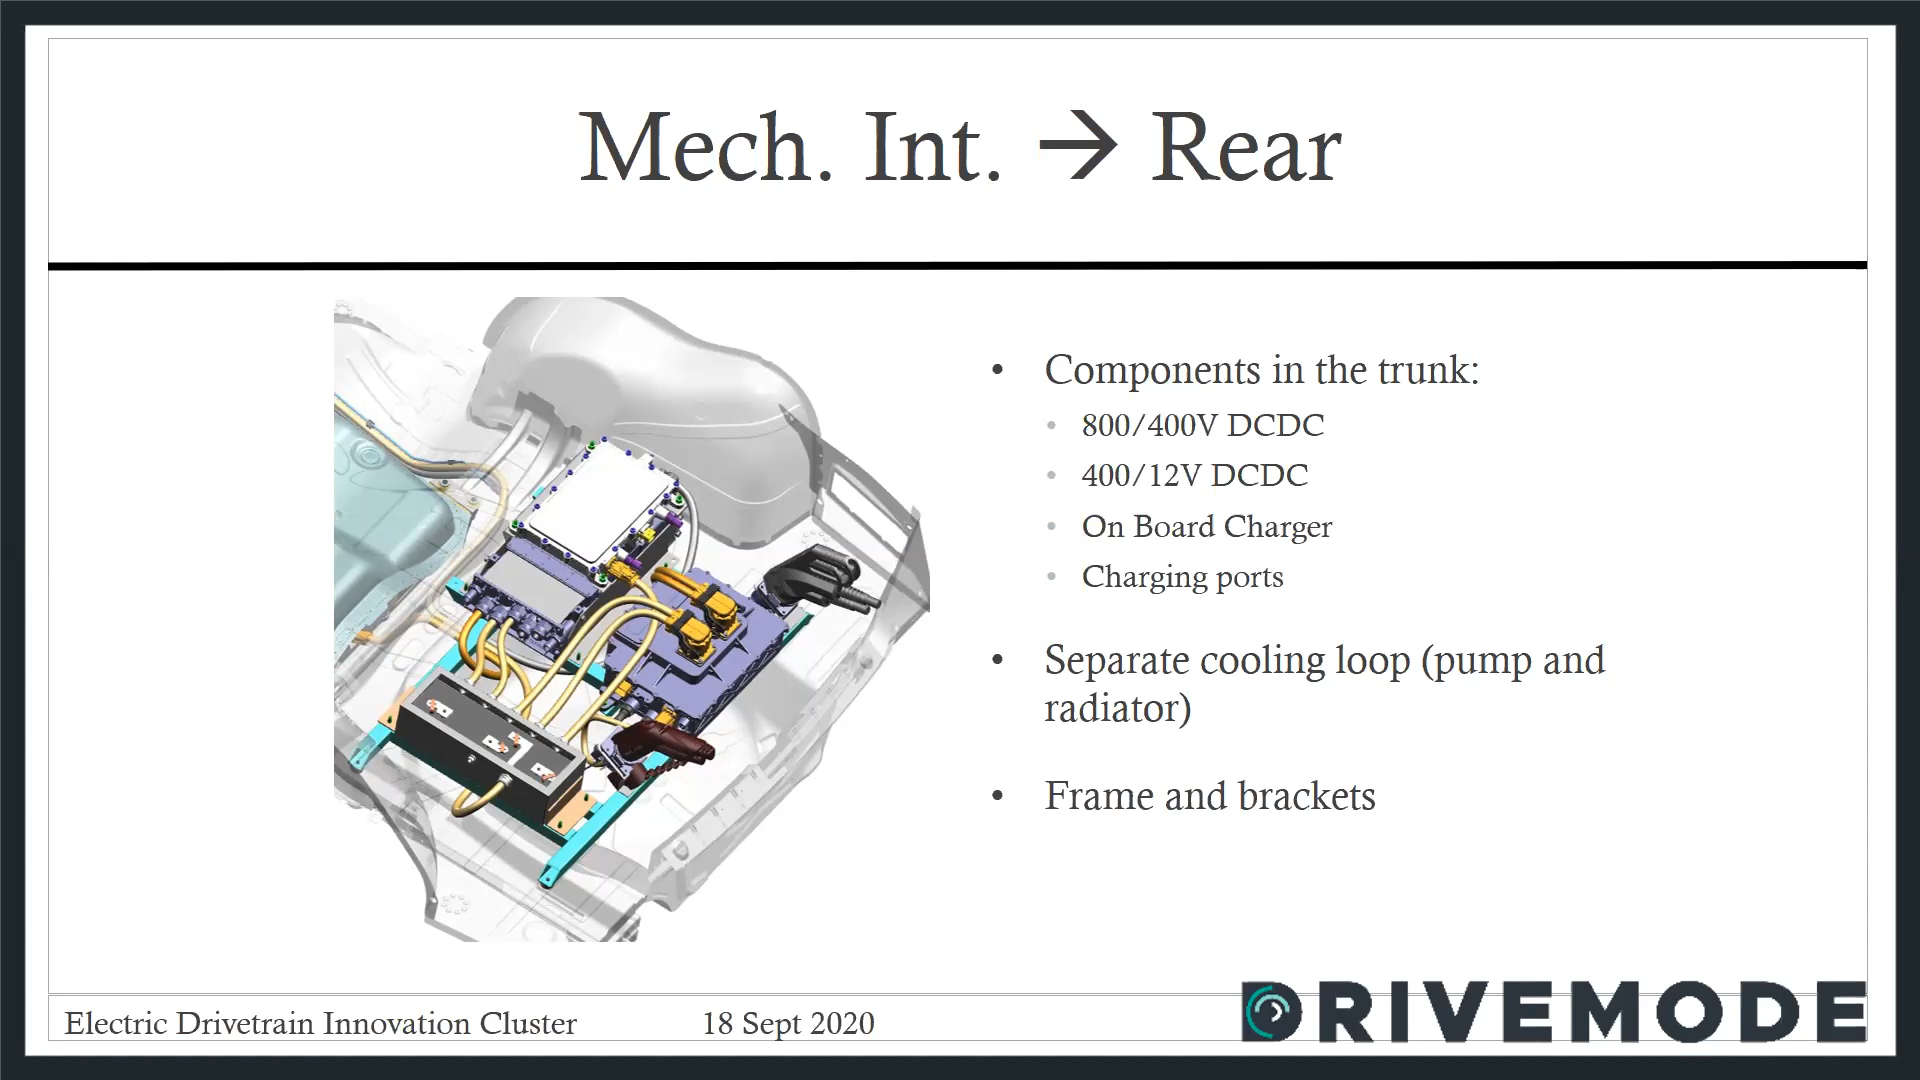 Mech. Int. → Rear
• Components in the trunk:
• 800/400V DCDC
• 400/12V DCDC
• On Board Charger
• Charging ports
• Separate cooling loop (pump and
radiator)
• Frame and brackets
Electric Drivetrain Innovation Cluster 18 Sept 2020
DRIVEMODE